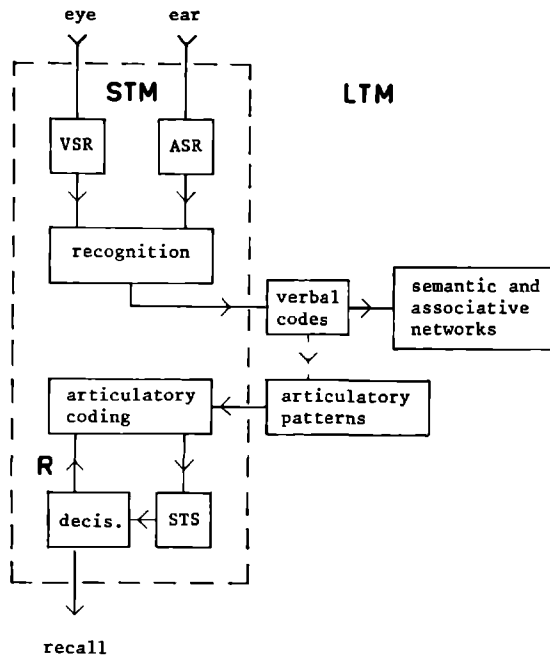 eye ear
STM LTM
VSR ASR
recognition
verbal
codes
semantic and
associative
networks
articulatory
coding
articulatory
patterns
R
decis. STS
recall